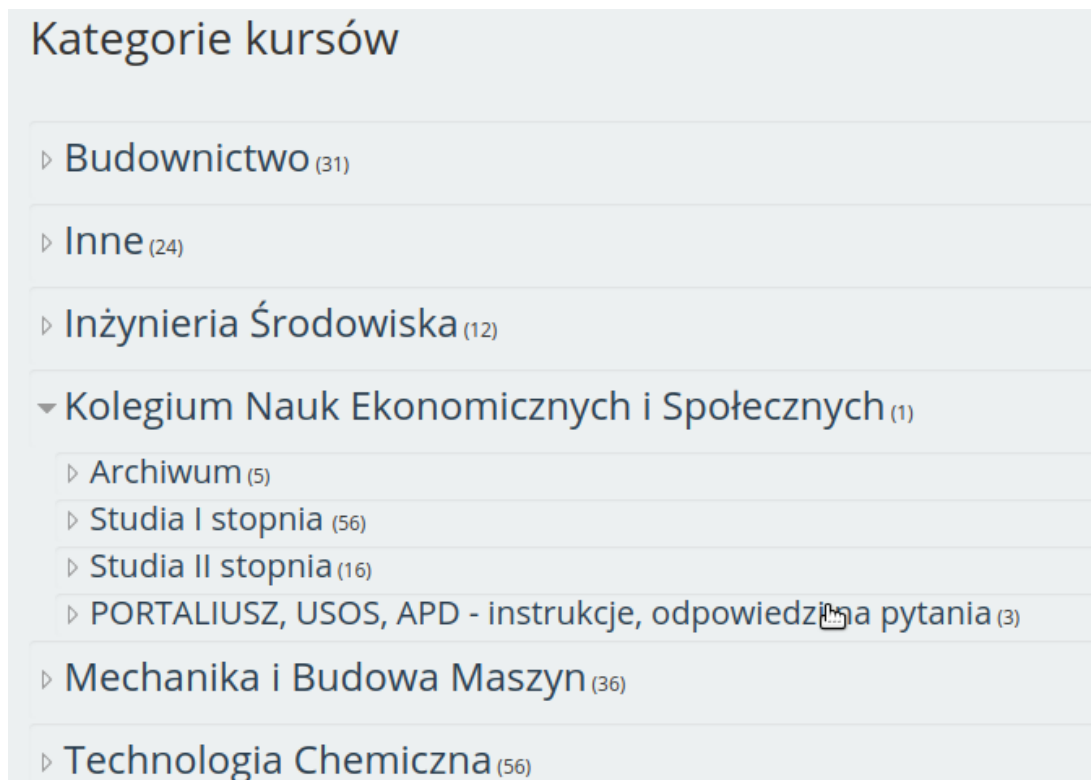 Kategorie kursów
Budownictwo (31)
Inne (24)
Inżynieria Środowiska (12)
Kolegium Nauk Ekonomicznych i Społecznych (1)
Archiwum (5)
Studia I stopnia (56)
Studia II stopnia (16)
PORTALIUSZ, USOS, APD - instrukcje, odpowiedzi na pytania (3)
Mechanika i Budowa Maszyn (36)
Technologia Chemiczna (56)